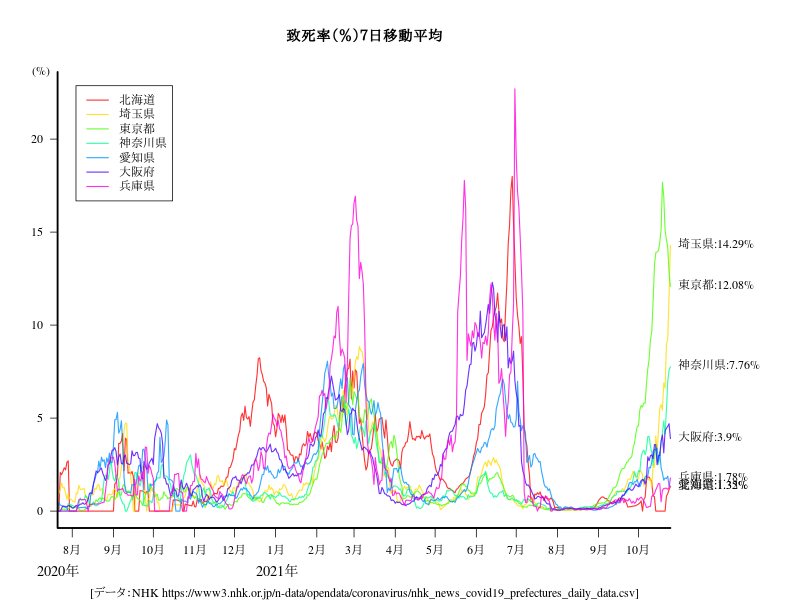 致死率(%)7日移動平均
(%)
北海道
埼玉県
東京都
神奈川県
愛知県
大阪府
兵庫県
20
15
10
5
0
埼玉県:14.29%
東京都:12.08%
神奈川県:7.76%
大阪府:3.9%
兵庫県:1.78%
8月 9月 10月 11月 12月 1月 2月 3月 4月 5月 6月 7月 8月 9月 10月
2020年 2021年
[データ:NHK https://www3.nhk.or.jp/n-data/opendata/coronavirus/nhk_news_covid19_prefectures_daily_data.csv]